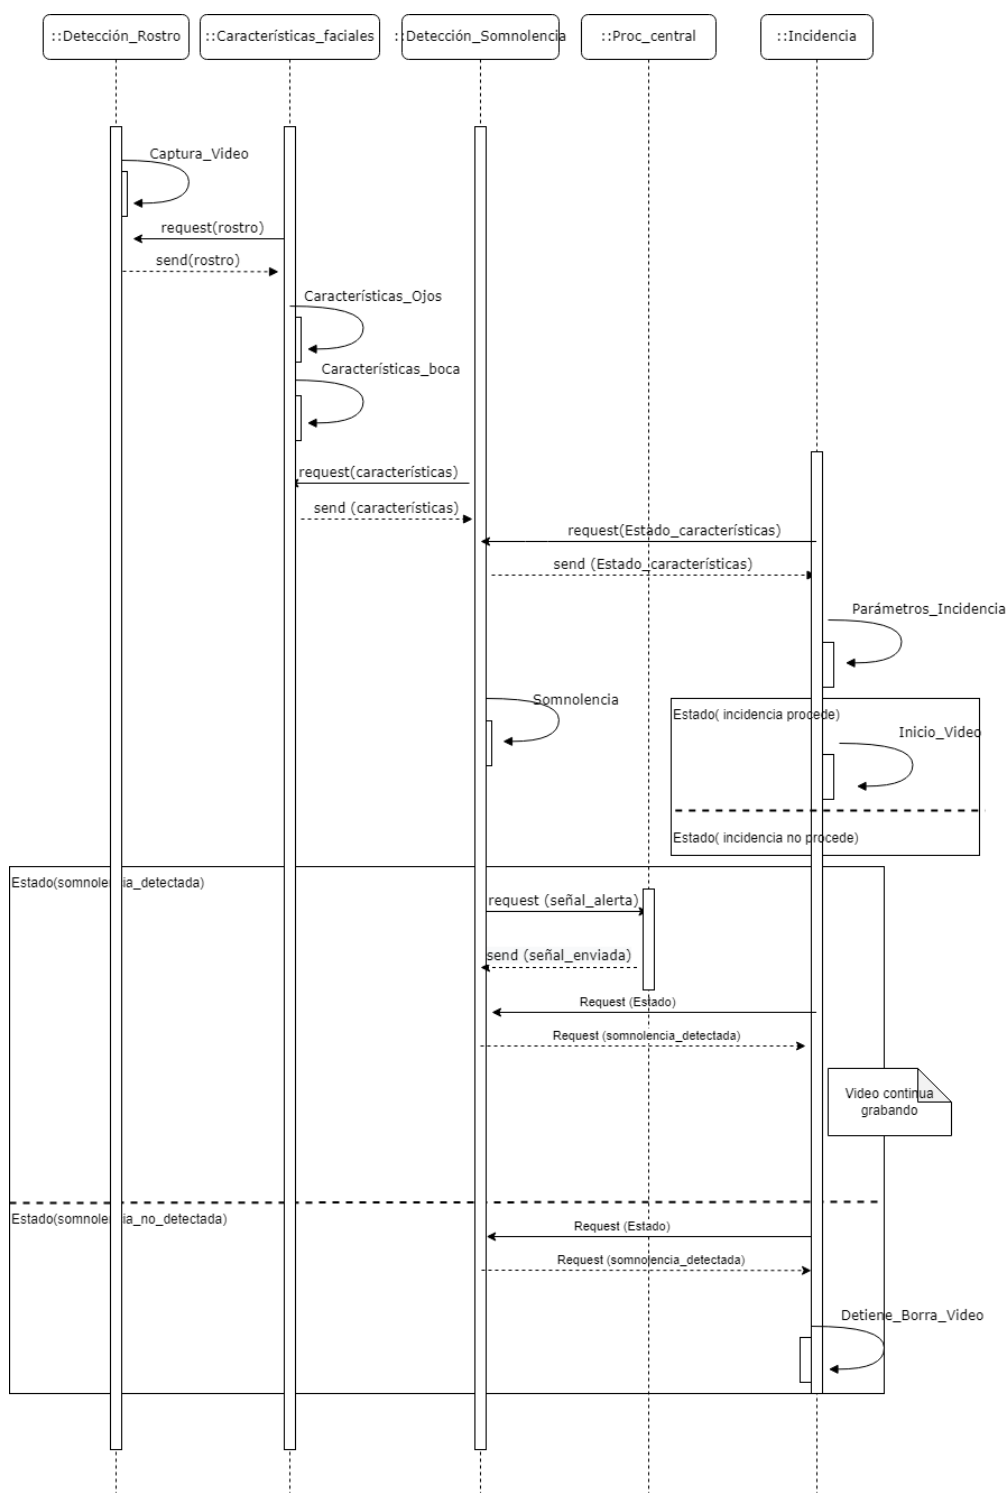 ::Detección_Rostro
::Características_faciales
::Detección_Somnolencia
::Proc_central
::Incidencia
Captura_Video
request(rostro)
send(rostro)
Características_Ojos
Características_boca
request(características)
send (características)
request(Estado_características)
send (Estado_características)
Parámetros_Incidencia
Somnolencia
Estado( incidencia procede)
Inicio_Video
Estado( incidencia no procede)
Estado(somnolencia_detectada)
request (señal_alerta)
send (señal_enviada)
Request (Estado)
Request (somnolencia_detectada)
Video continua
grabando
Estado(somnolencia_no_detectada)
Request (Estado)
Request (somnolencia_detectada)
Detiene_Borra_Video